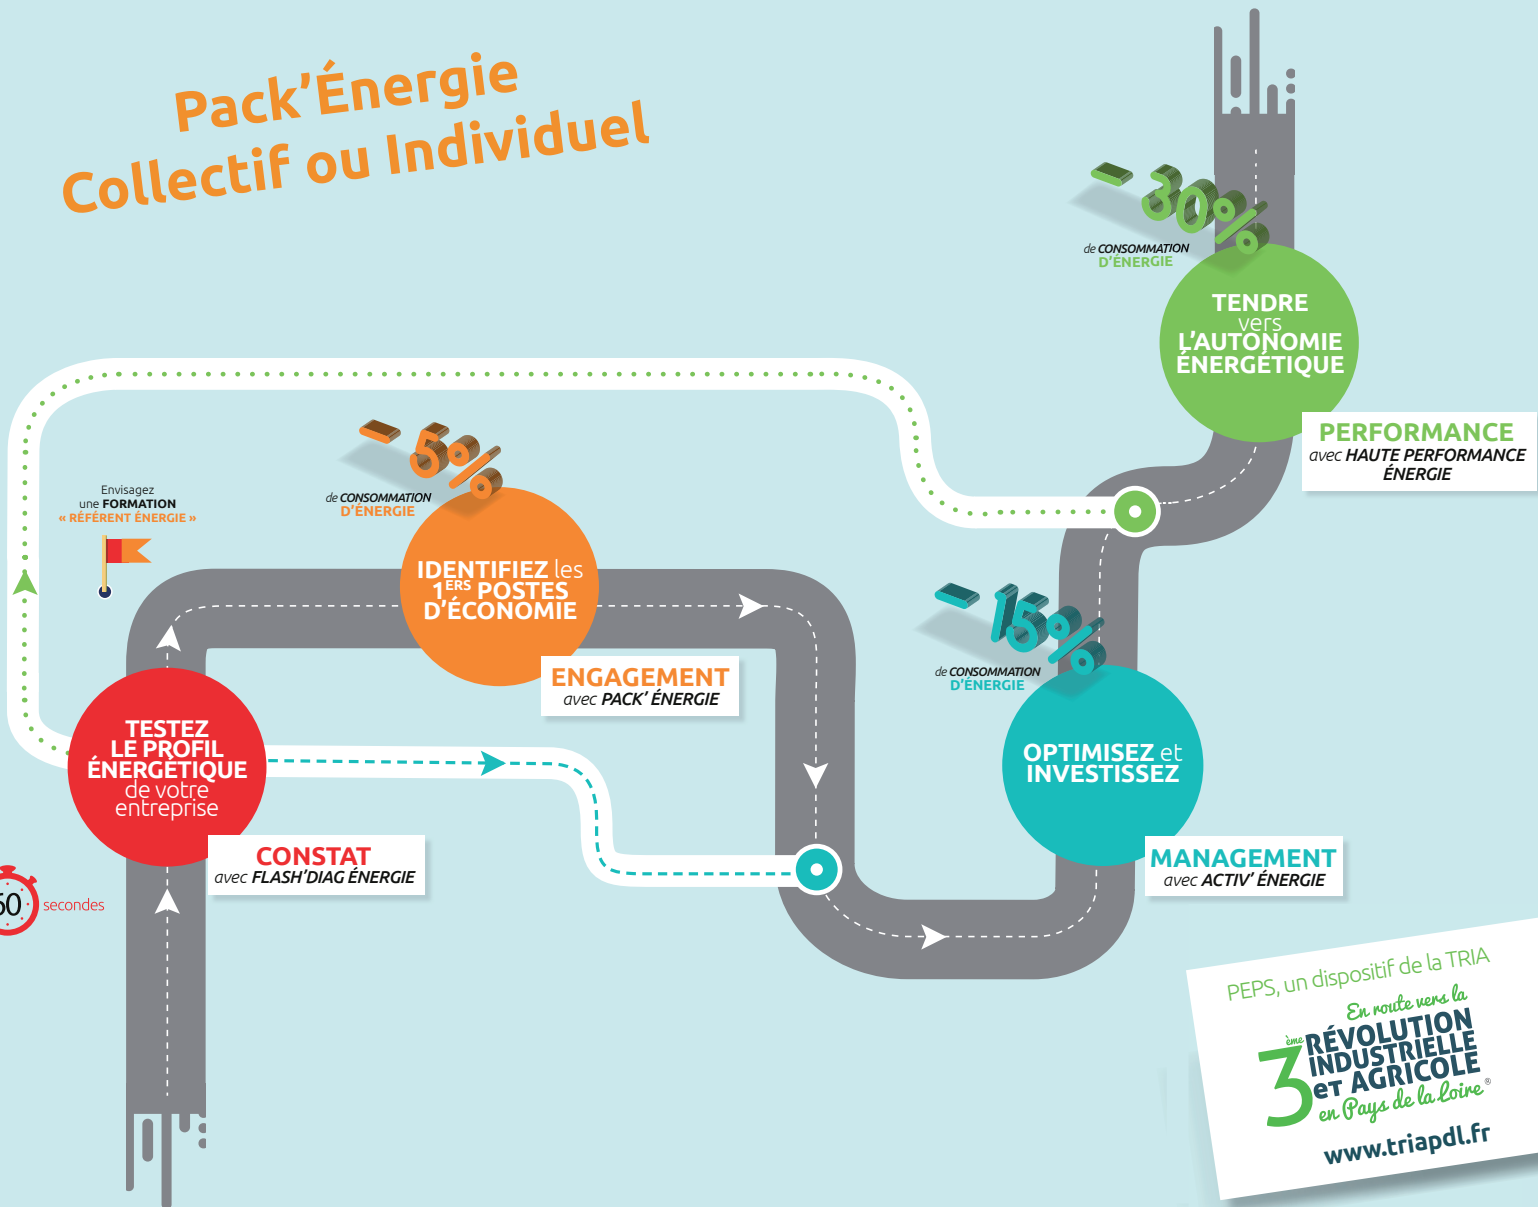 Pack’Énergie
Collectif ou Individuel
- 30%
de CONSOMMATION
D’ÉNERGIE
TENDRE
vers
L’AUTONOMIE
ÉNERGÉTIQUE
PERFORMANCE
avec HAUTE PERFORMANCE
ÉNERGIE
- 5%
de CONSOMMATION
D’ÉNERGIE
Envisagez
une FORMATION
« RÉFÉRENT ÉNERGIE »
IDENTIFIEZ les
1ERS POSTES
D’ÉCONOMIE
ENGAGEMENT
avec PACK’ ÉNERGIE
- 15%
de CONSOMMATION
D’ÉNERGIE
OPTIMISEZ et
INVESTISSEZ
MANAGEMENT
avec ACTIV’ ÉNERGIE
TESTEZ
LE PROFIL
ÉNERGÉTIQUE
de votre
entreprise
CONSTAT
avec FLASH’DIAG ÉNERGIE
secondes
PEPS, un dispositif de la TRIA
En route vers la
3ème RÉVOLUTION
INDUSTRIELLE
et AGRICOLE
en Pays de la Loire®
www.triapdl.fr